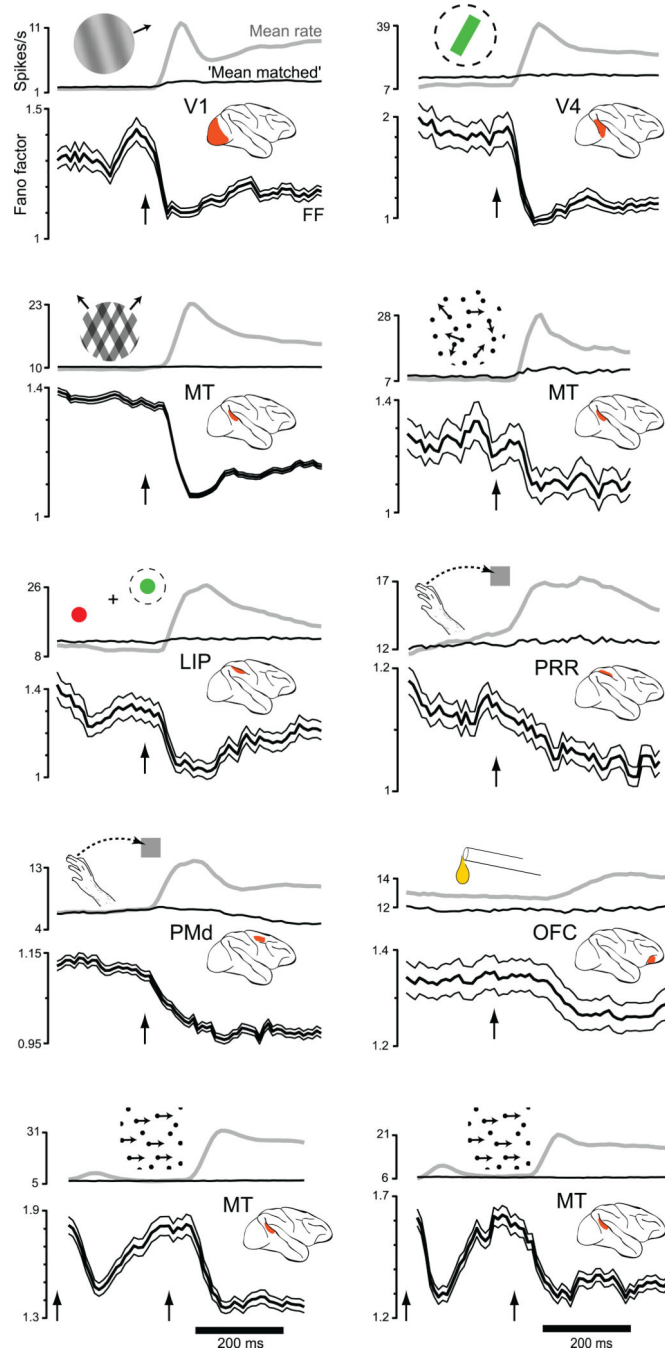 11
Spikes/s
1
Mean rate
'Mean matched'
V1
1.5
Fano factor
1
FF
39
7
V4
2
1
23
10
MT
1.4
1
28
7
MT
1.4
1
26
+
8
LIP
1.4
1
17
12
PRR
1.2
1
13
4
PMd
1.15
0.95
14
12
OFC
1.4
1.2
31
5
MT
1.9
1.3
200 ms
21
6
MT
1.7
1.2
200 ms